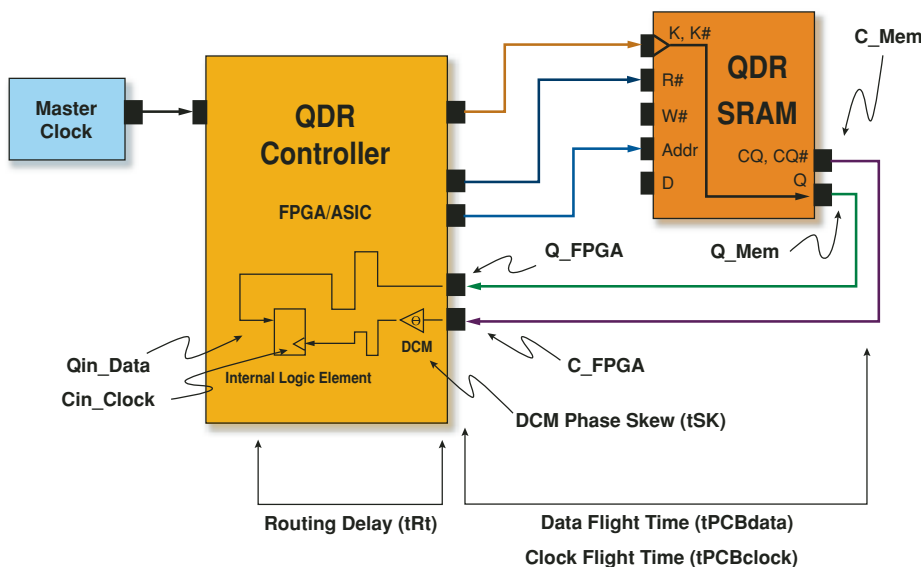 Master
Clock
QDR
Controller
FPGA/ASIC
K, K#
R#
W#
Addr
D
QDR
SRAM
CQ, CQ#
Q
C_Mem
Q_Mem
Q_FPGA
C_FPGA
θ
DCM
Qin_Data
Cin_Clock
Internal Logic Element
DCM Phase Skew (tSK)
Routing Delay (tRt)
Data Flight Time (tPCBdata)
Clock Flight Time (tPCBclock)